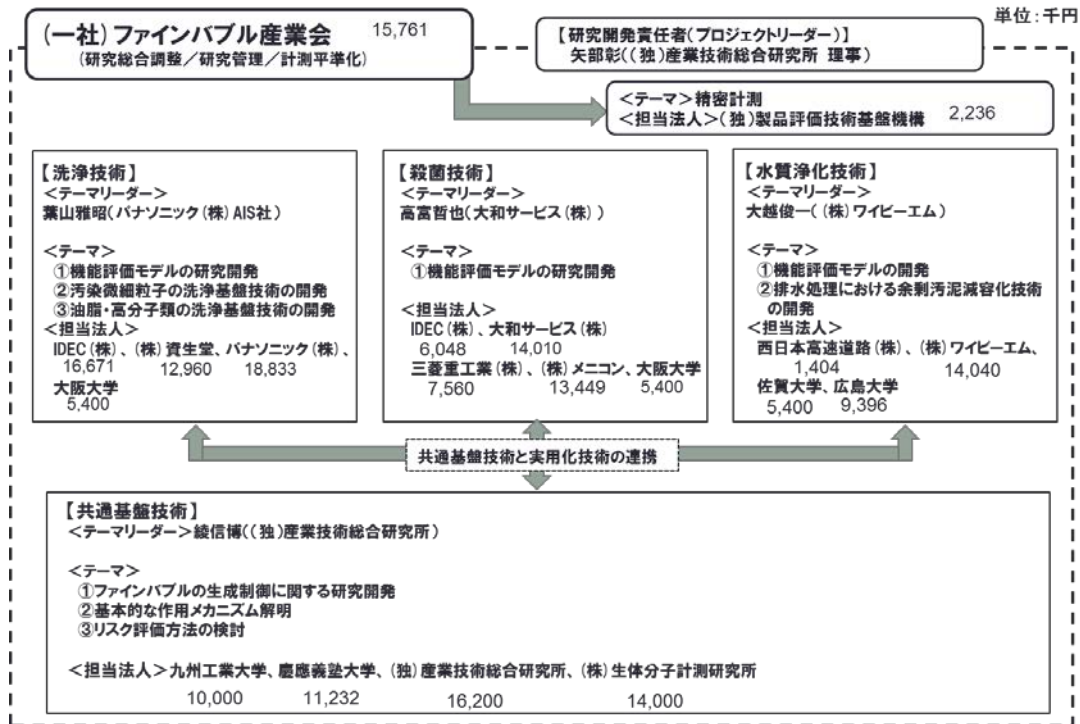 単位：千円
(一社)ファインバブル産業会 15,761
(研究総合調整／研究管理／計測平準化)
【研究開発責任者(プロジェクトリーダー)】
矢部彰((独)産業技術総合研究所 理事)
＜テーマ＞精密計測
＜担当法人＞(独)製品評価技術基盤機構 2,236
【洗浄技術】
＜テーマリーダー＞
葉山雅昭(パナソニック(株)AIS社)
＜テーマ＞
①機能評価モデルの研究開発
②汚染微細粒子の洗浄基盤技術の開発
③油脂・高分子類の洗浄基盤技術の開発
＜担当法人＞
IDEC(株)、(株)資生堂、パナソニック(株)、
16,671 12,960 18,833
大阪大学
5,400
【殺菌技術】
＜テーマリーダー＞
高富哲也(大和サービス(株))
＜テーマ＞
①機能評価モデルの研究開発
＜担当法人＞
IDEC(株)、大和サービス(株)
6,048 14,010
三菱重工業(株)、(株)メニコン、大阪大学
7,560 13,449 5,400
【水質浄化技術】
＜テーマリーダー＞
大越俊一((株)ワイビーエム)
＜テーマ＞
①機能評価モデルの開発
②排水処理における余剰汚泥減容化技術
の開発
＜担当法人＞
西日本高速道路(株)、(株)ワイビーエム、
1,404 14,040
佐賀大学、広島大学
5,400 9,396
共通基盤技術と実用化技術の連携
【共通基盤技術】
＜テーマリーダー＞綾信博((独)産業技術総合研究所)
＜テーマ＞
①ファインバブルの生成制御に関する研究開発
②基本的な作用メカニズム解明
③リスク評価方法の検討
＜担当法人＞九州工業大学、慶應義塾大学、(独)産業技術総合研究所、(株)生体分子計測研究所
10,000 11,232 16,200 14,000